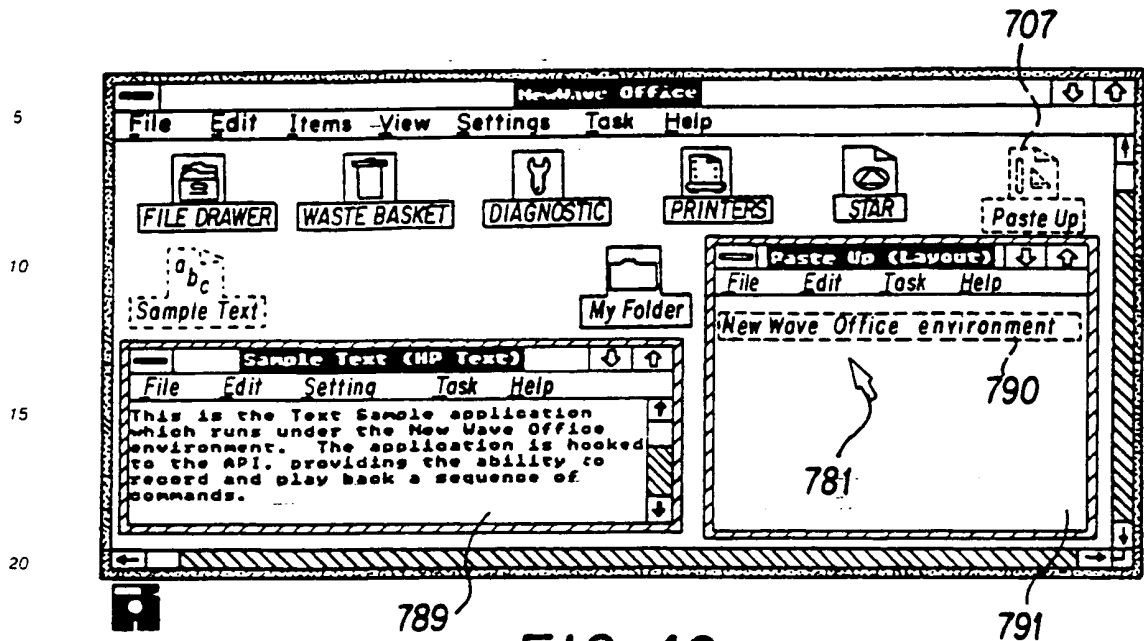 707
NewWave Office
5
File Edit Items View Settings Task Help
FILE DRAWER WASTE BASKET DIAGNOSTIC PRINTERS STAR Paste Up
10
abc
Sample Text
My Folder
Paste Up (Layout)
File Edit Task Help
New Wave Office environment
790
781
Sample Text (HP Text)
File Edit Setting Task Help
15
This is the Text Sample application
which runs under the New Wave Office
environment. The application is hooked
to the API, providing the ability to
record and play back a sequence of
commands.
20
789
791